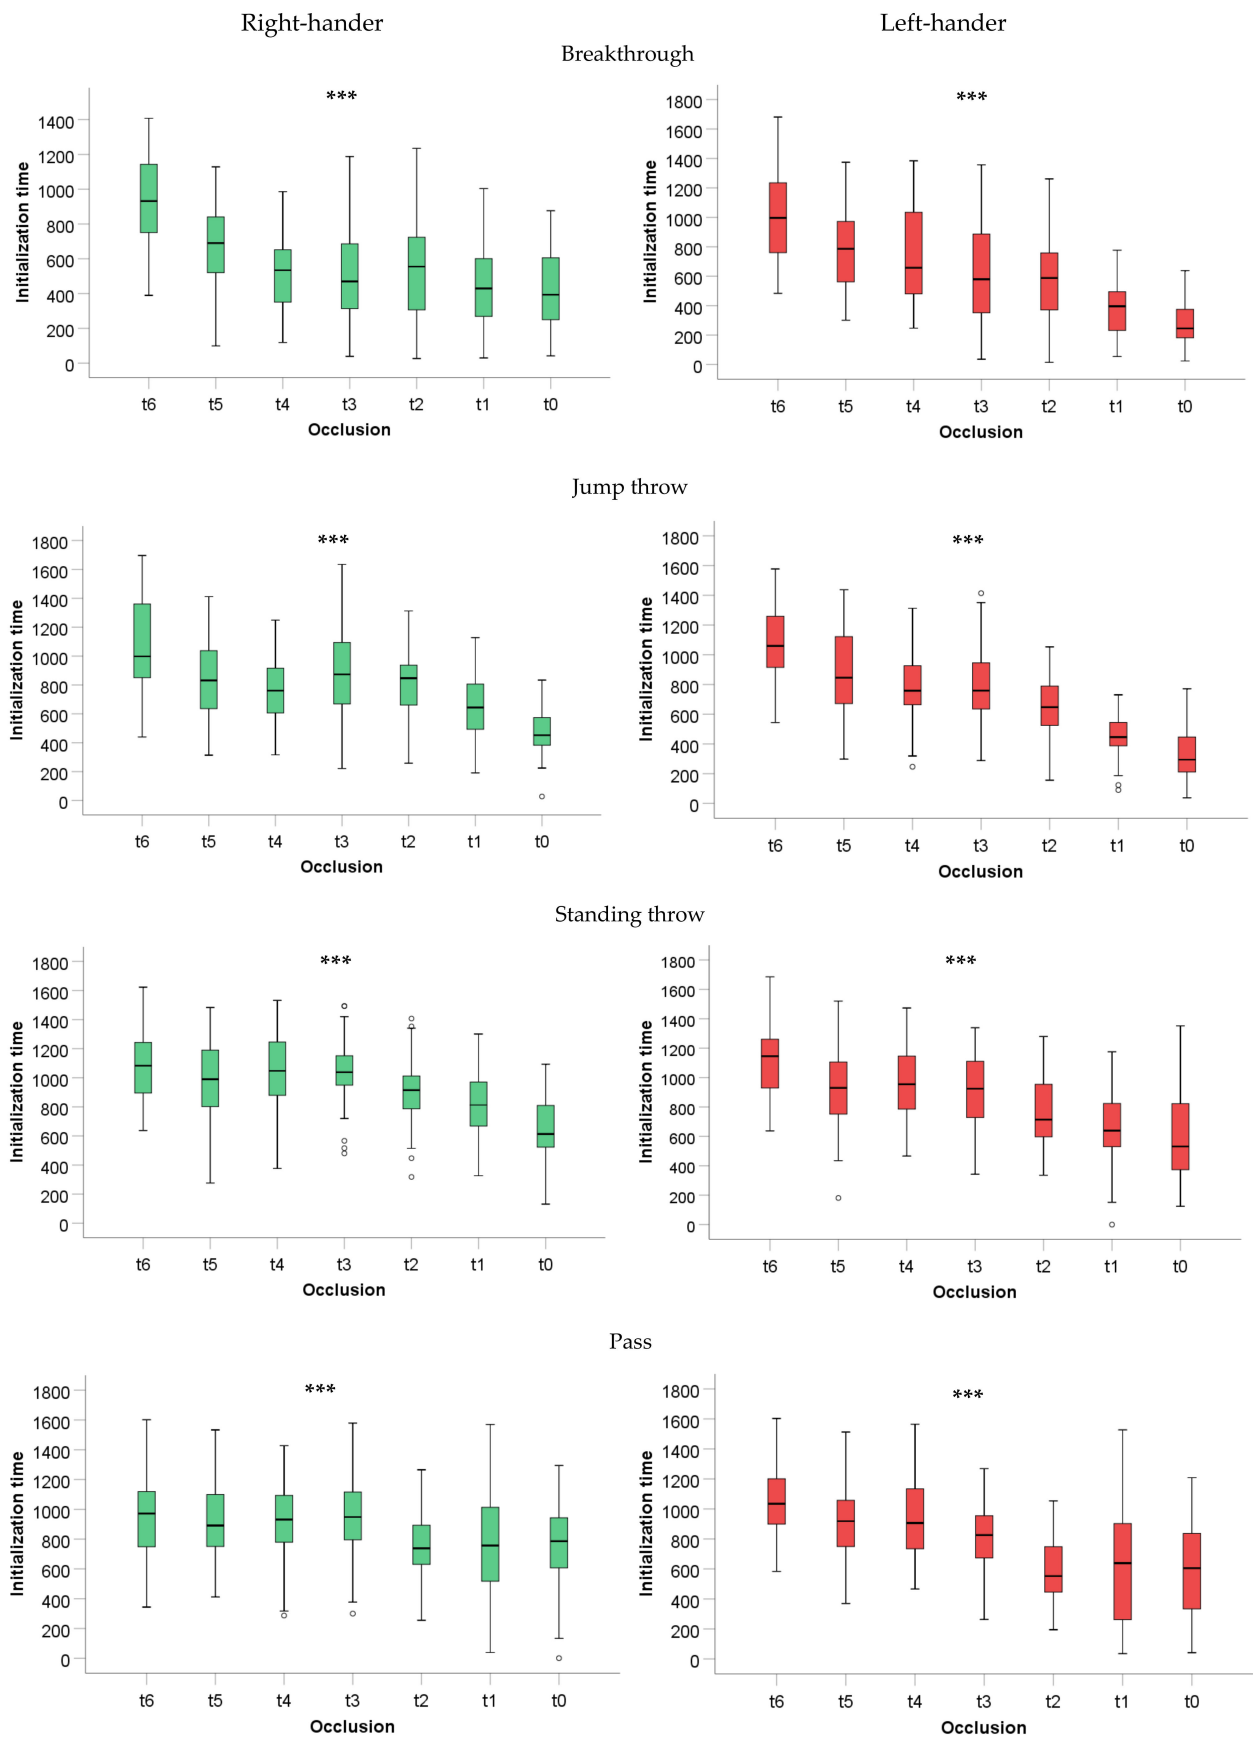 Right-hander Left-hander
Breakthrough
***
1400
1200
1000
800
600
400
200
0
Initialization time
t6 t5 t4 t3 t2 t1 t0
Occlusion
***
1800
1600
1400
1200
1000
800
600
400
200
0
Initialization time
t6 t5 t4 t3 t2 t1 t0
Occlusion
Jump throw
***
1800
1600
1400
1200
1000
800
600
400
200
0
Initialization time
t6 t5 t4 t3 t2 t1 t0
Occlusion
***
1800
1600
1400
1200
1000
800
600
400
200
0
Initialization time
t6 t5 t4 t3 t2 t1 t0
Occlusion
Standing throw
***
1800
1600
1400
1200
1000
800
600
400
200
0
Initialization time
t6 t5 t4 t3 t2 t1 t0
Occlusion
***
1800
1600
1400
1200
1000
800
600
400
200
0
Initialization time
t6 t5 t4 t3 t2 t1 t0
Occlusion
Pass
***
1800
1600
1400
1200
1000
800
600
400
200
0
Initialization time
t6 t5 t4 t3 t2 t1 t0
Occlusion
***
1800
1600
1400
1200
1000
800
600
400
200
0
Initialization time
t6 t5 t4 t3 t2 t1 t0
Occlusion